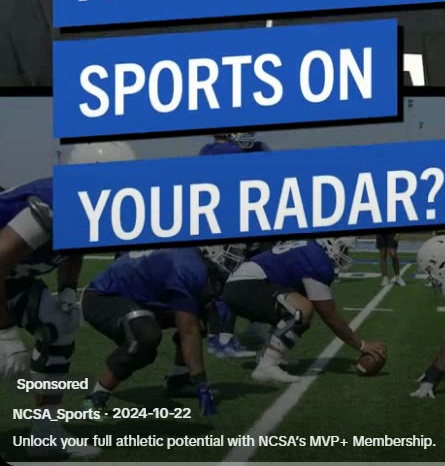 SPORTS ON
YOUR RADAR?
Sponsored
NCSA_Sports · 2024-10-22
Unlock your full athletic potential with NCSA's MVP+ Membership.